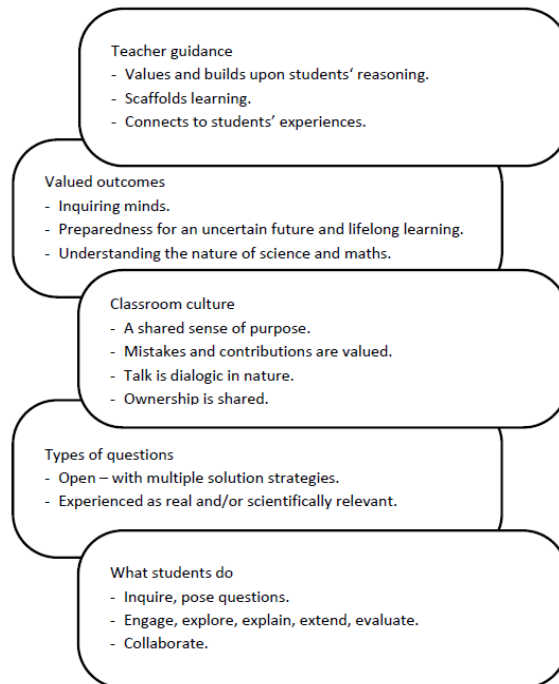 Teacher guidance
- Values and builds upon students‘ reasoning.
- Scaffolds learning.
- Connects to students’ experiences.
Valued outcomes
- Inquiring minds.
- Preparedness for an uncertain future and lifelong learning.
- Understanding the nature of science and maths.
Classroom culture
- A shared sense of purpose.
- Mistakes and contributions are valued.
- Talk is dialogic in nature.
- Ownership is shared.
Types of questions
- Open – with multiple solution strategies.
- Experienced as real and/or scientifically relevant.
What students do
- Inquire, pose questions.
- Engage, explore, explain, extend, evaluate.
- Collaborate.